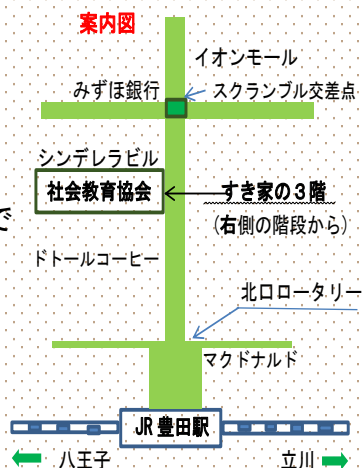 案内図
イオンモール
みずほ銀行
スクランブル交差点
シンデレラビル
社会教育協会
すき家の３階
(右側の階段から)
で
ドトールコーヒー
北口ロータリー
マクドナルド
JR 豊田駅
八王子
立川